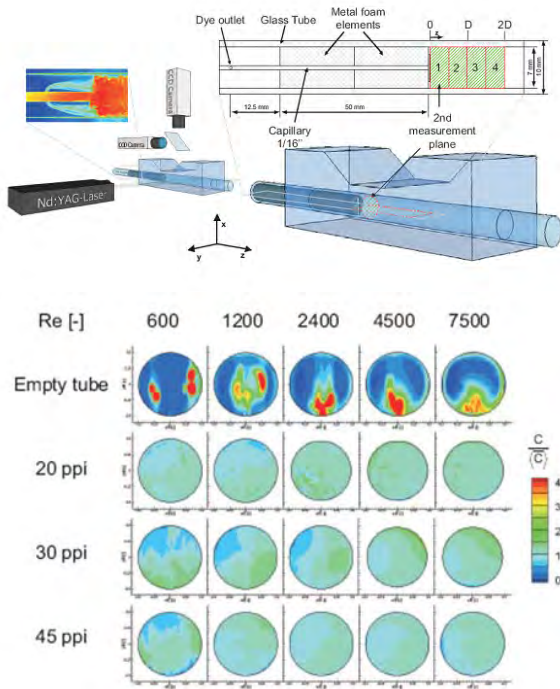 Glass Tube
Metal foam
elements
0 D 2D
Dye outlet
z
1 2 3 4
7 mm
10 mm
12.5 mm
50 mm
Capillary
1/16"
2nd
measurement
plane
CCD Camera
CCD Camera
Nd:YAG-Laser
x
y
z
Re [-] 600 1200 2400 4500 7500
Empty tube
20 ppi
30 ppi
45 ppi
C
⟨C̅⟩
4
3
2
1
0